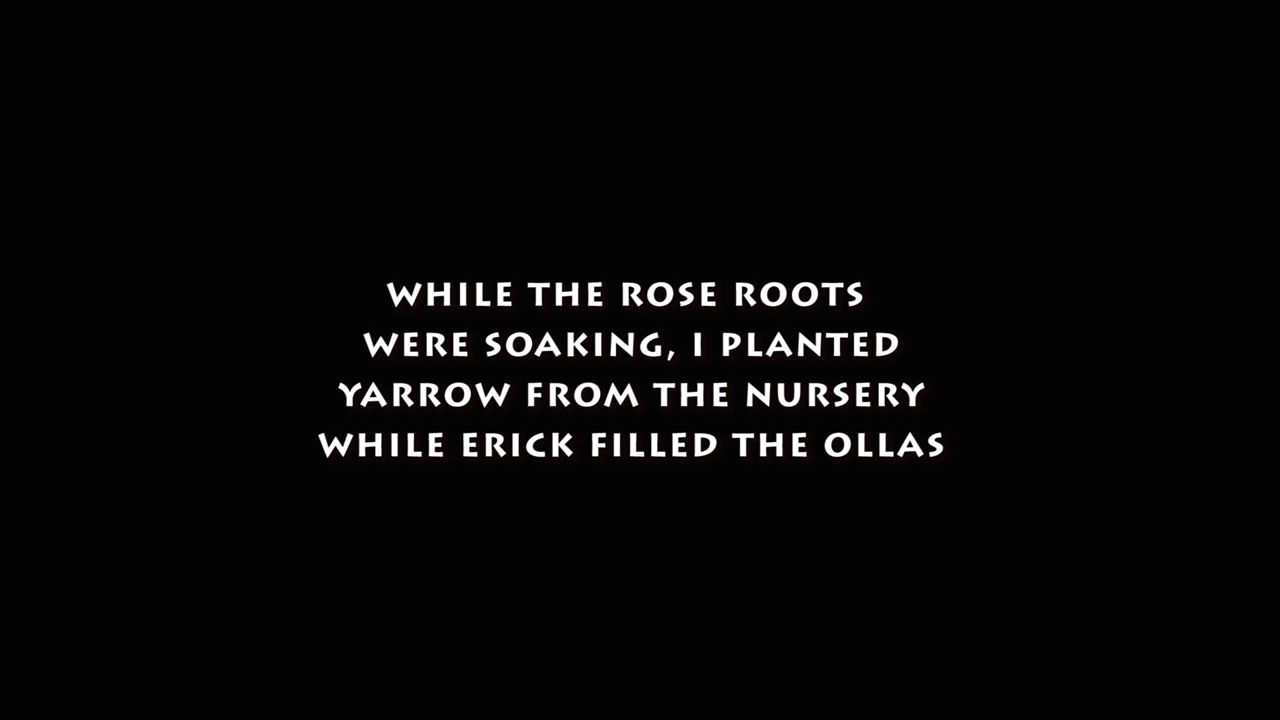 WHILE THE ROSE ROOTS
WERE SOAKING, I PLANTED
YARROW FROM THE NURSERY
WHILE ERICK FILLED THE OLLAS